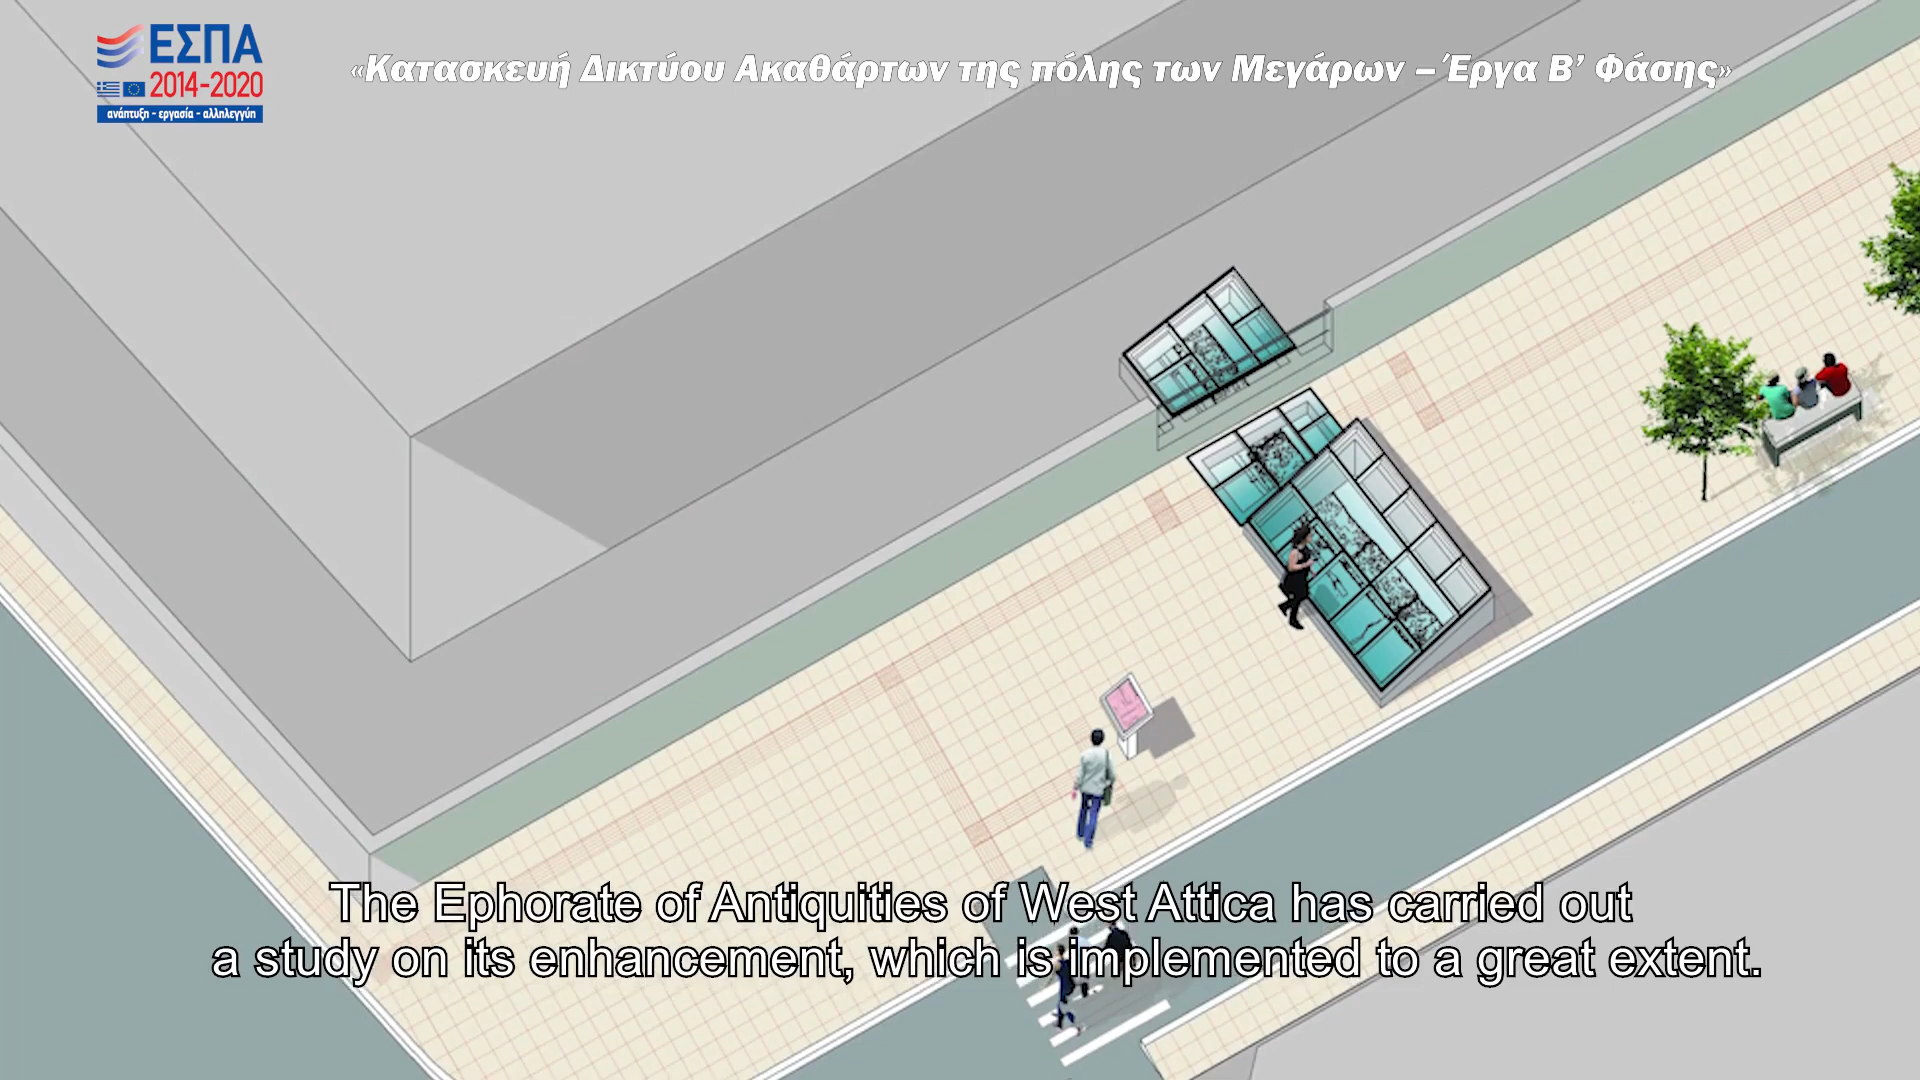 ΕΣΠΑ
2014-2020
ανάπτυξη - εργασία - αλληλεγγύη
«Κατασκευή Δικτύου Ακαθάρτων της πόλης των Μεγάρων – Έργα Β’ Φάσης»
The Ephorate of Antiquities of West Attica has carried out
a study on its enhancement, which is implemented to a great extent.